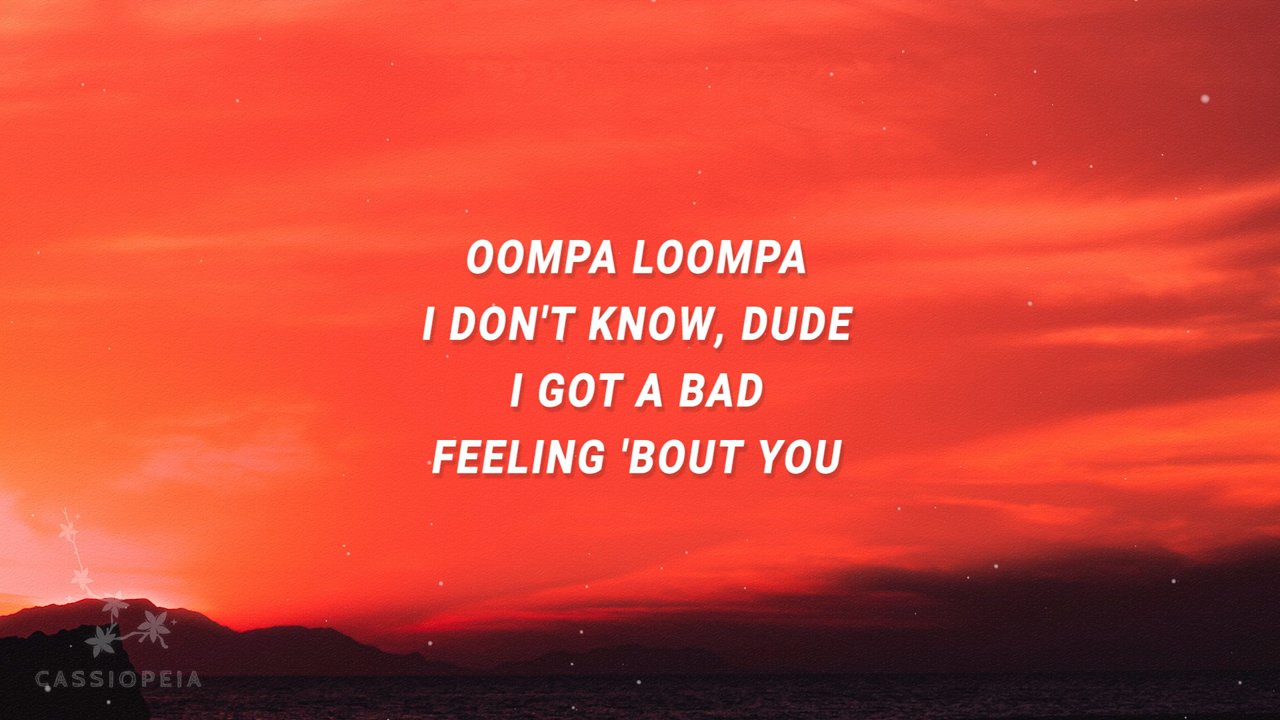 OOMPA LOOMPA
I DON'T KNOW, DUDE
I GOT A BAD
FEELING 'BOUT YOU
CASSIOPEIA